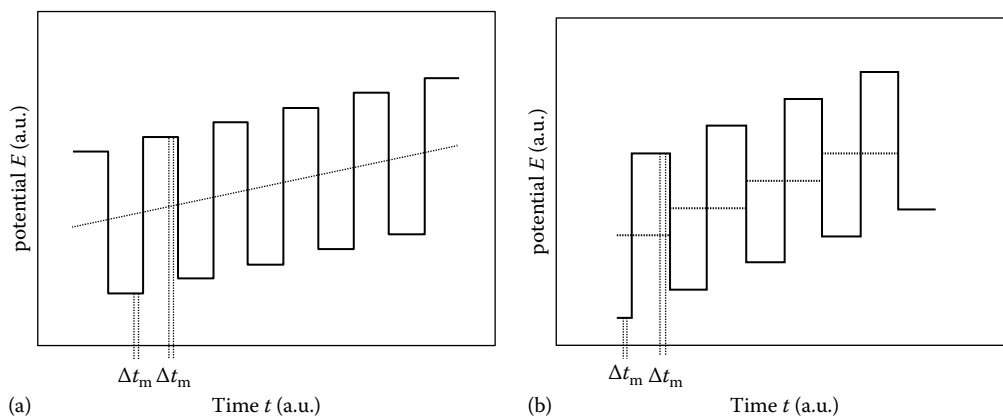 potential E (a.u.)
Δtm Δtm
(a) Time t (a.u.)
potential E (a.u.)
Δtm Δtm
(b) Time t (a.u.)